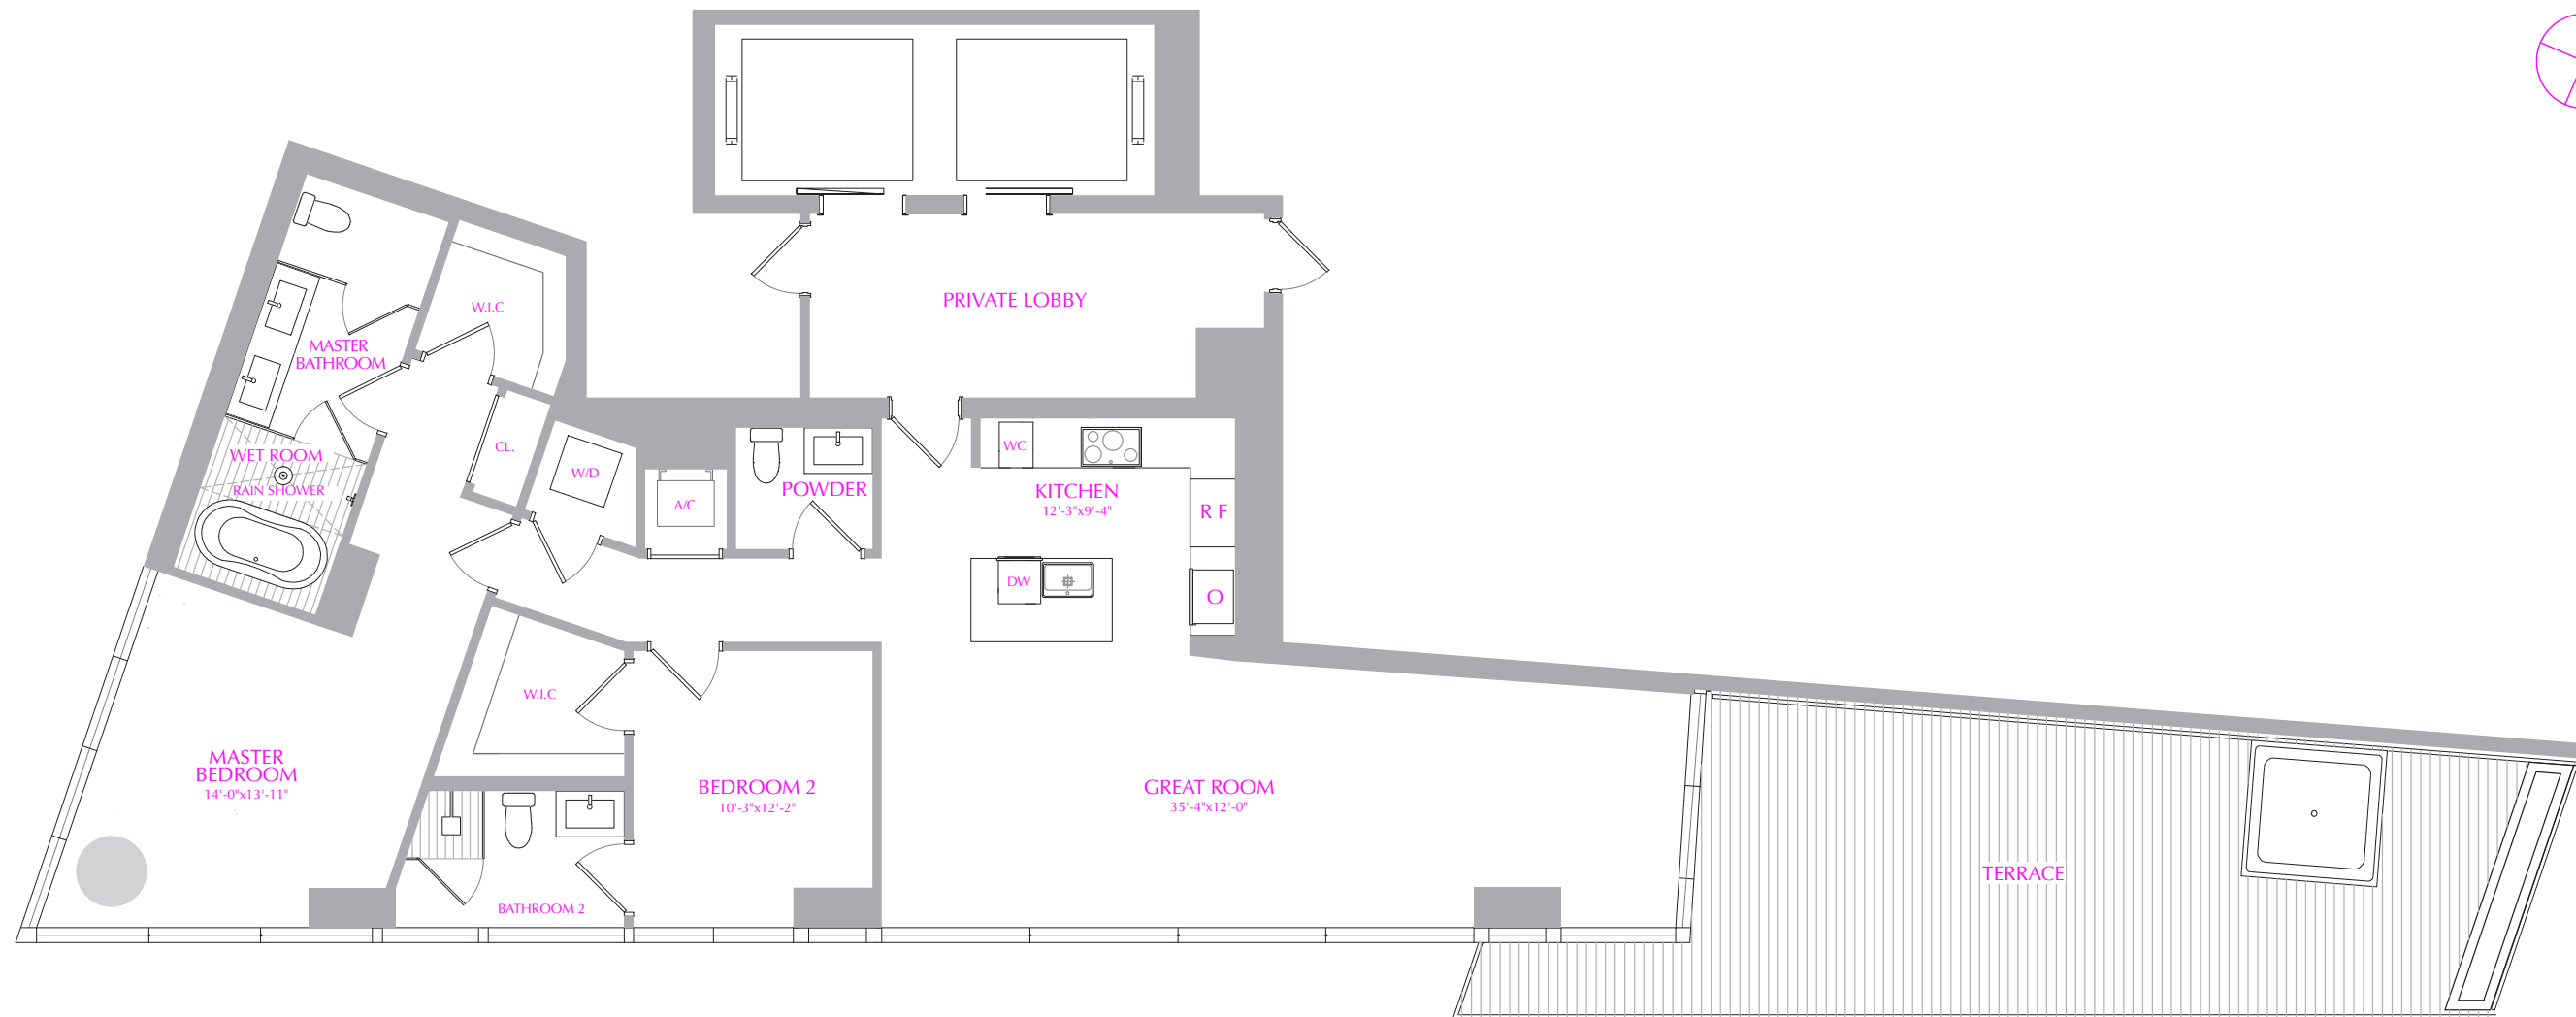 PRIVATE LOBBY
W.I.C
MASTER
BATHROOM
CL.
WC
WET ROOM
W/D
RAIN SHOWER
POWDER
KITCHEN
12'-3"x9'-4"
A/C
R F
DW
O
W.I.C
MASTER
BEDROOM
14'-0"x13'-11"
BEDROOM 2
10'-3"x12'-2"
GREAT ROOM
35'-4"x12'-0"
TERRACE
BATHROOM 2